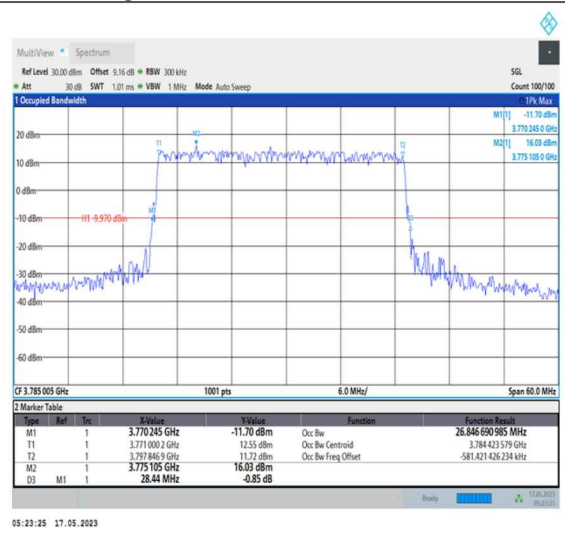 MultiView Spectrum
Ref Level 30.00 dBm Offset 9.16 dB RBW 300 kHz SGL
Att 30 dB SWT 1.01 ms VBW 1 MHz Mode Auto Sweep Count 100/100
1 Occupied Bandwidth 1Pk Max
M1[1] -11.70 dBm
3.770 245 0 GHz
M2[1] 16.03 dBm
3.775 105 0 GHz
20 dBm
M2
T1 T2
10 dBm
0 dBm
M1
-10 dBm H1 -9.970 dBm
D3
-20 dBm
-30 dBm
-40 dBm
-50 dBm
-60 dBm
CF 3.785 005 GHz 1001 pts 6.0 MHz/ Span 60.0 MHz
2 Marker Table
Type Ref Trc X-Value Y-Value Function Function Result
M1 1 3.770 245 GHz -11.70 dBm Occ Bw 26.846 690 985 MHz
T1 1 3.771 000 2 GHz 12.55 dBm Occ Bw Centroid 3.784 423 579 GHz
T2 1 3.797 846 9 GHz 11.72 dBm Occ Bw Freq Offset -581.421 426 234 kHz
M2 1 3.775 105 GHz 16.03 dBm
D3 M1 1 28.44 MHz -0.85 dB
Ready 17.05.2023
05:23:25
05:23:25 17.05.2023